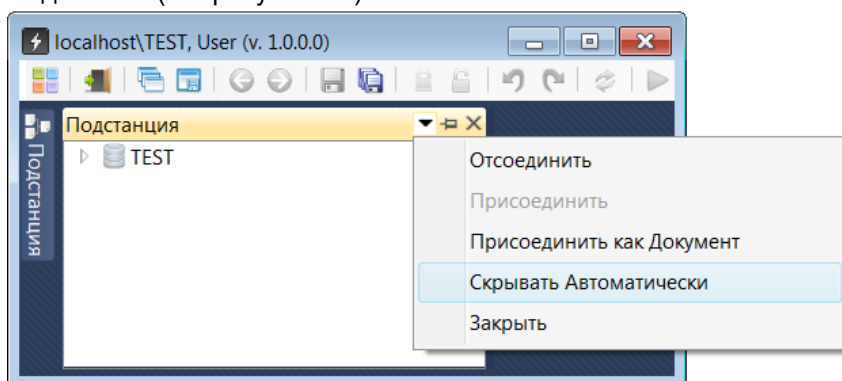 localhost\TEST, User (v. 1.0.0.0)
Подстанция
Подстанция
TEST
Отсоединить
Присоединить
Присоединить как Документ
Скрывать Автоматически
Закрыть